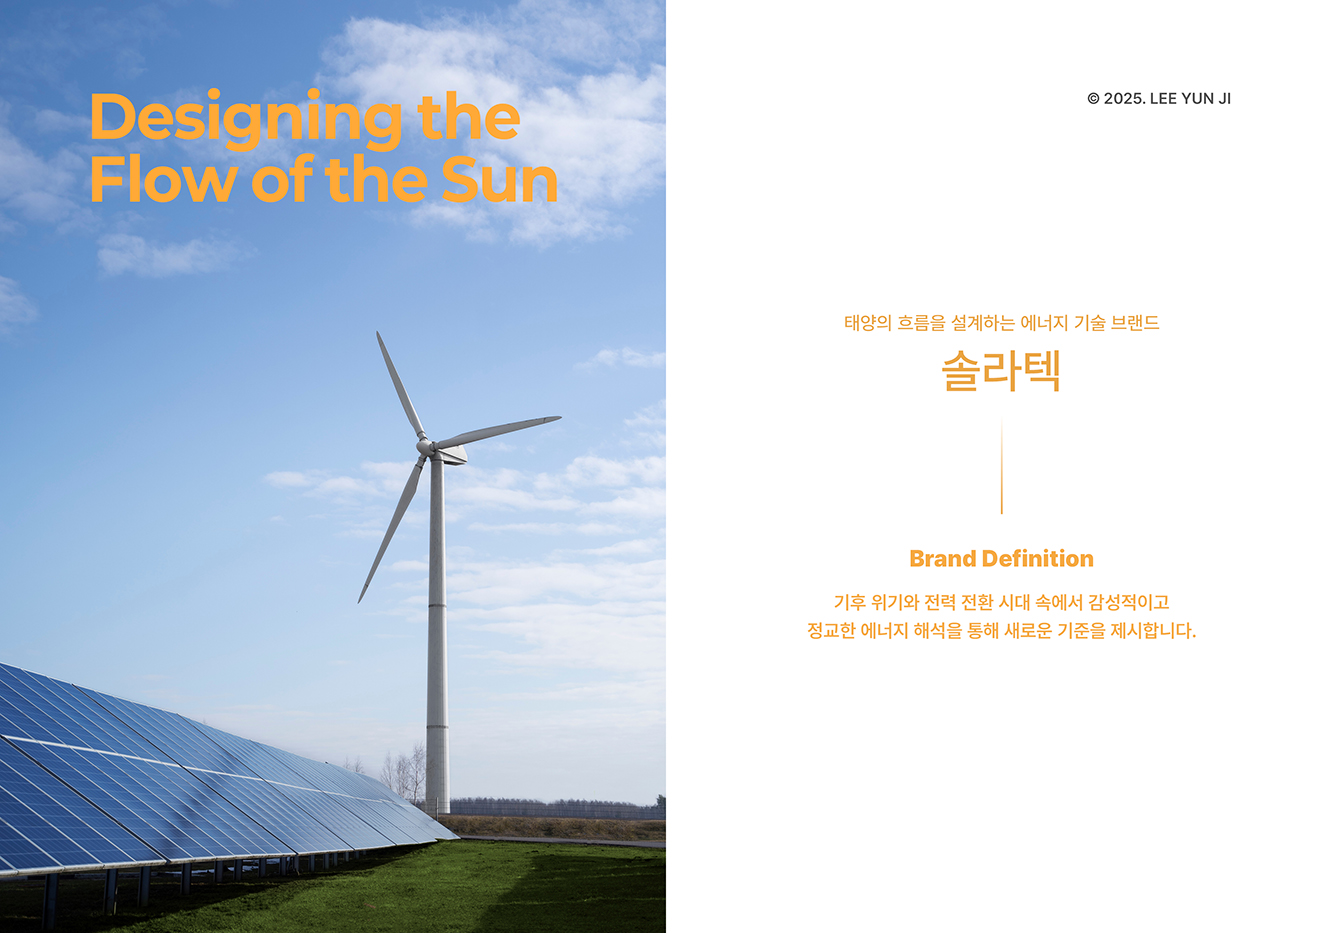 Designing the
Flow of the Sun
© 2025. LEE YUN JI
태양의 흐름을 설계하는 에너지 기술 브랜드
솔라텍
Brand Definition
기후 위기와 전력 전환 시대 속에서 감성적이고
정교한 에너지 해석을 통해 새로운 기준을 제시합니다.